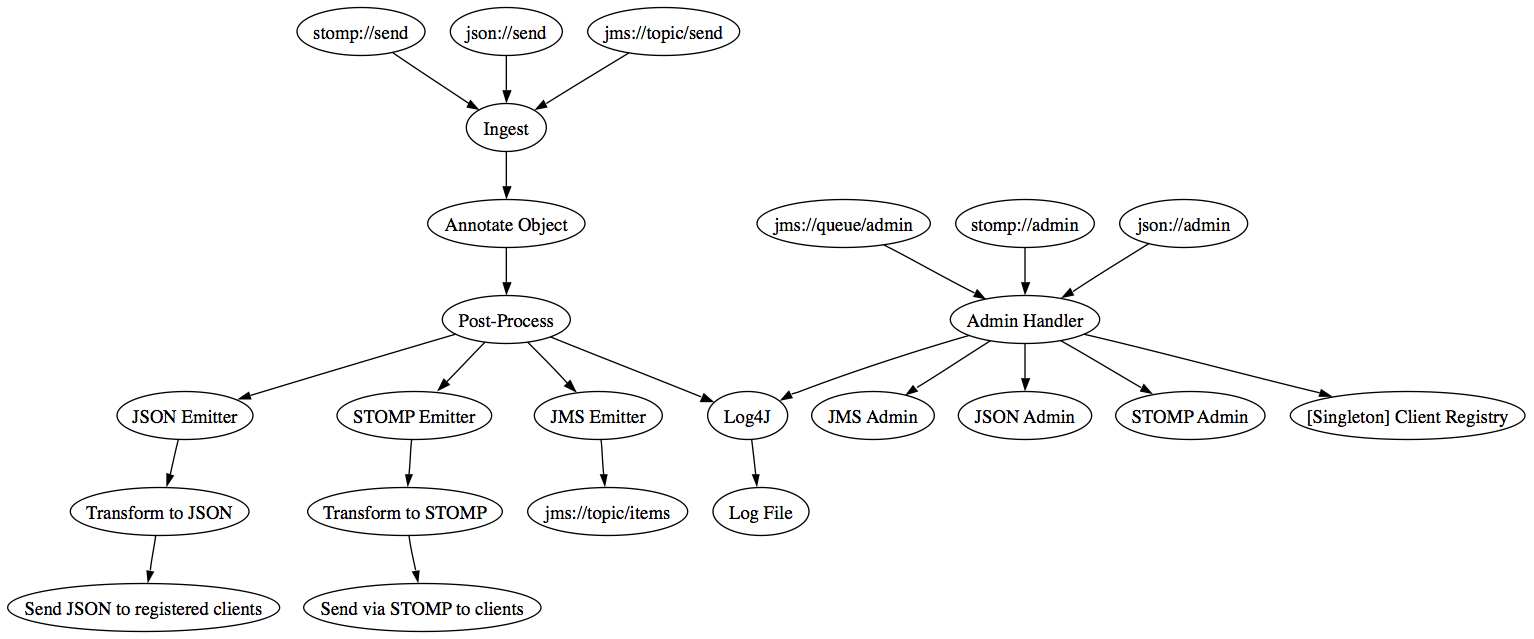 stomp://send
json://send
jms://topic/send
Ingest
Annotate Object
jms://queue/admin
stomp://admin
json://admin
Post-Process
Admin Handler
JSON Emitter
STOMP Emitter
JMS Emitter
Log4J
JMS Admin
JSON Admin
STOMP Admin
[Singleton] Client Registry
Transform to JSON
Transform to STOMP
jms://topic/items
Log File
Send JSON to registered clients
Send via STOMP to clients